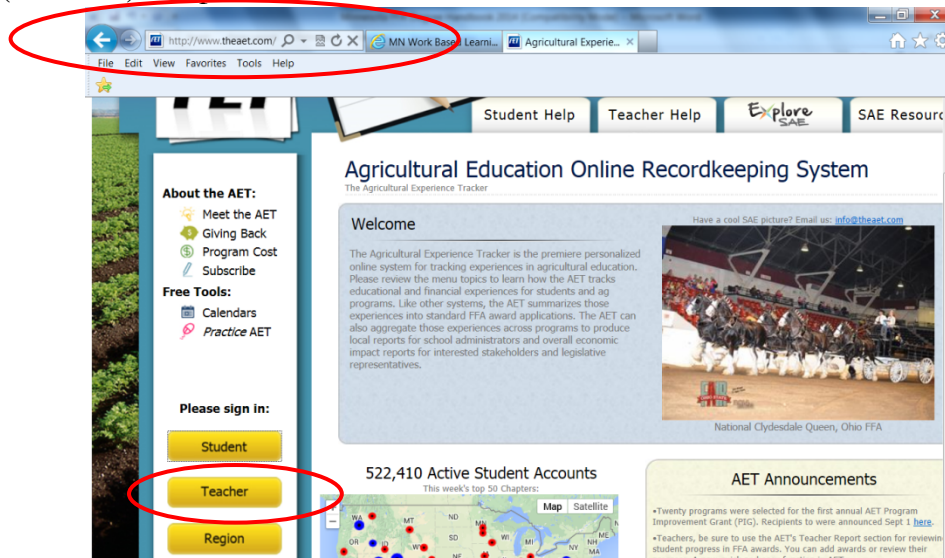 http://www.theaet.com/
MN Work Based Learni...
Agricultural Experie...
File Edit View Favorites Tools Help
Student Help
Teacher Help
Explore SAE
SAE Resourc
Agricultural Education Online Recordkeeping System
The Agricultural Experience Tracker
About the AET:
Meet the AET
Giving Back
Program Cost
Subscribe
Free Tools:
Calendars
Practice AET
Please sign in:
Student
Teacher
Region
Welcome
The Agricultural Experience Tracker is the premiere personalized
online system for tracking experiences in agricultural education.
Please review the menu topics to learn how the AET tracks
educational and financial experiences for students and ag
programs. Like other systems, the AET summarizes those
experiences into standard FFA award applications. The AET can
also aggregate those experiences across programs to produce
local reports for school administrators and overall economic
impact reports for interested stakeholders and legislative
representatives.
Have a cool SAE picture? Email us: info@theaet.com
National Clydesdale Queen, Ohio FFA
522,410 Active Student Accounts
This week's top 50 Chapters:
Map Satellite
WA MT ND MN
OR ID SD WI MI NY NH ME
MA
NE
AET Announcements
•Twenty programs were selected for the first annual AET Program
Improvement Grant (PIG). Recipients to were announced Sept 1 here.
•Teachers, be sure to use the AET's Teacher Report section for reviewing
student progress in FFA awards. You can add awards or review their